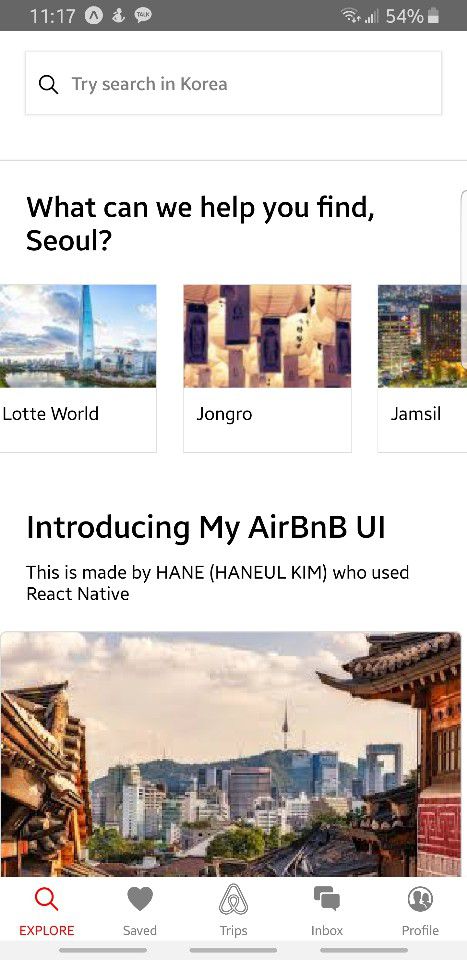 11:17 TALK 54%
Try search in Korea
What can we help you find,
Seoul?
Lotte World
Jongro
Jamsil
Introducing My AirBnB UI
This is made by HANE (HANEUL KIM) who used
React Native
EXPLORE
Saved
Trips
Inbox
Profile